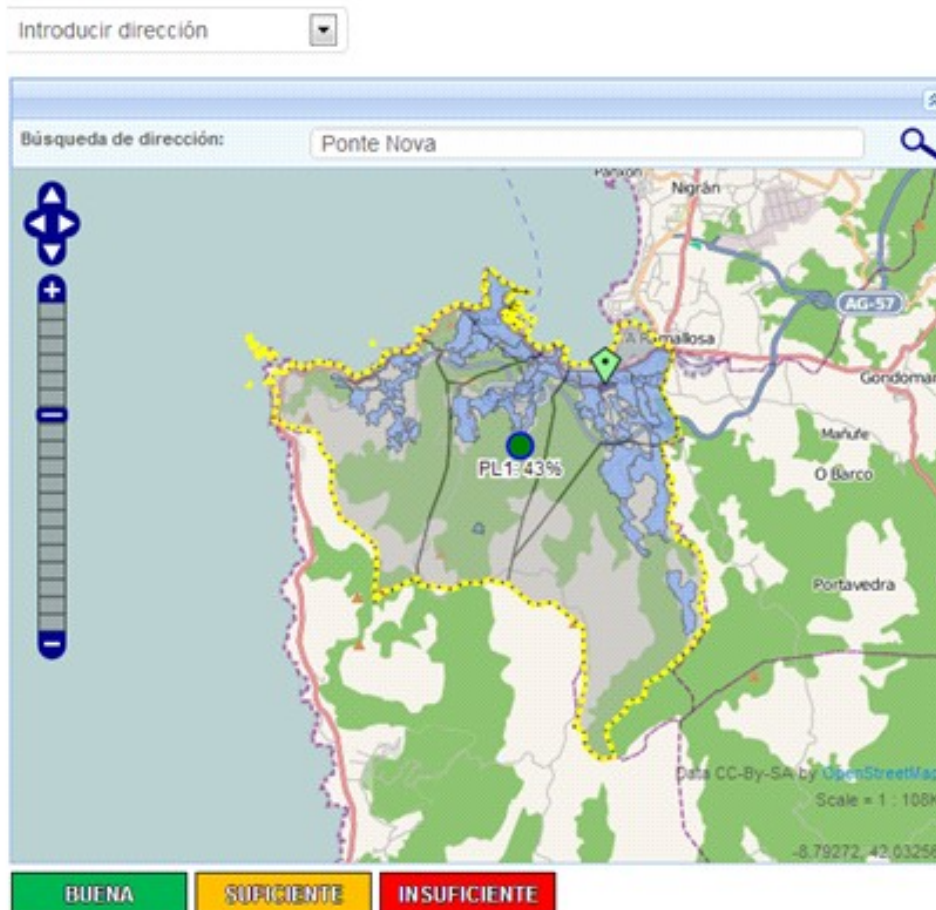 Introducir dirección
Búsqueda de dirección:
Ponte Nova
Panxón
Nigrán
AG-57
A Ramallosa
Gondomar
Mañufe
PL1: 43%
O Barco
Portavedra
Data CC-By-SA by OpenStreetMap
Scale = 1 : 108K
-8.79272, 42.03256
BUENA
SUFICIENTE
INSUFICIENTE